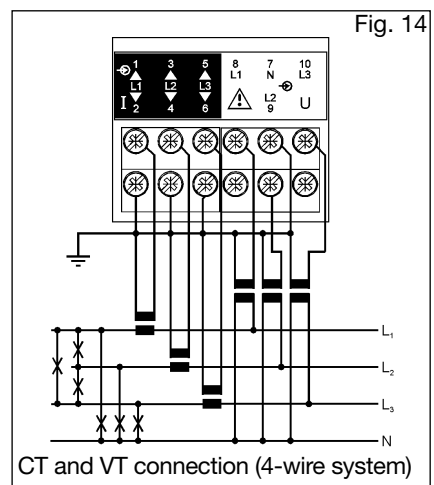 Fig. 14
1 3 5 8 7 10
L1 N L3
L1 L2 L3
I L2 U
2 4 6 9
L1
L2
L3
N
CT and VT connection (4-wire system)